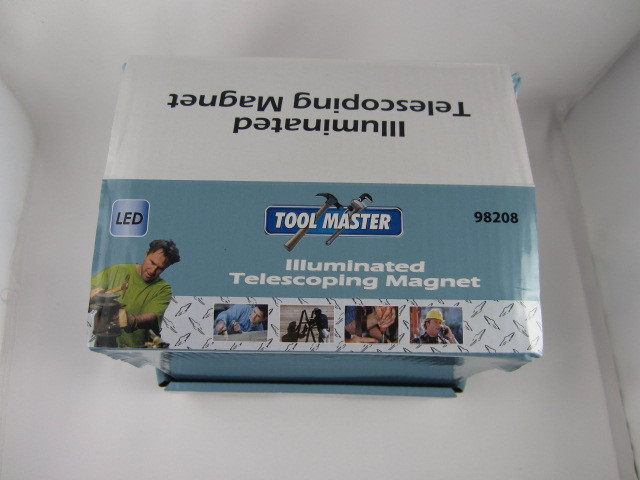 Illuminated
Telescoping Magnet
LED
TOOL MASTER
98208
Illuminated
Telescoping Magnet